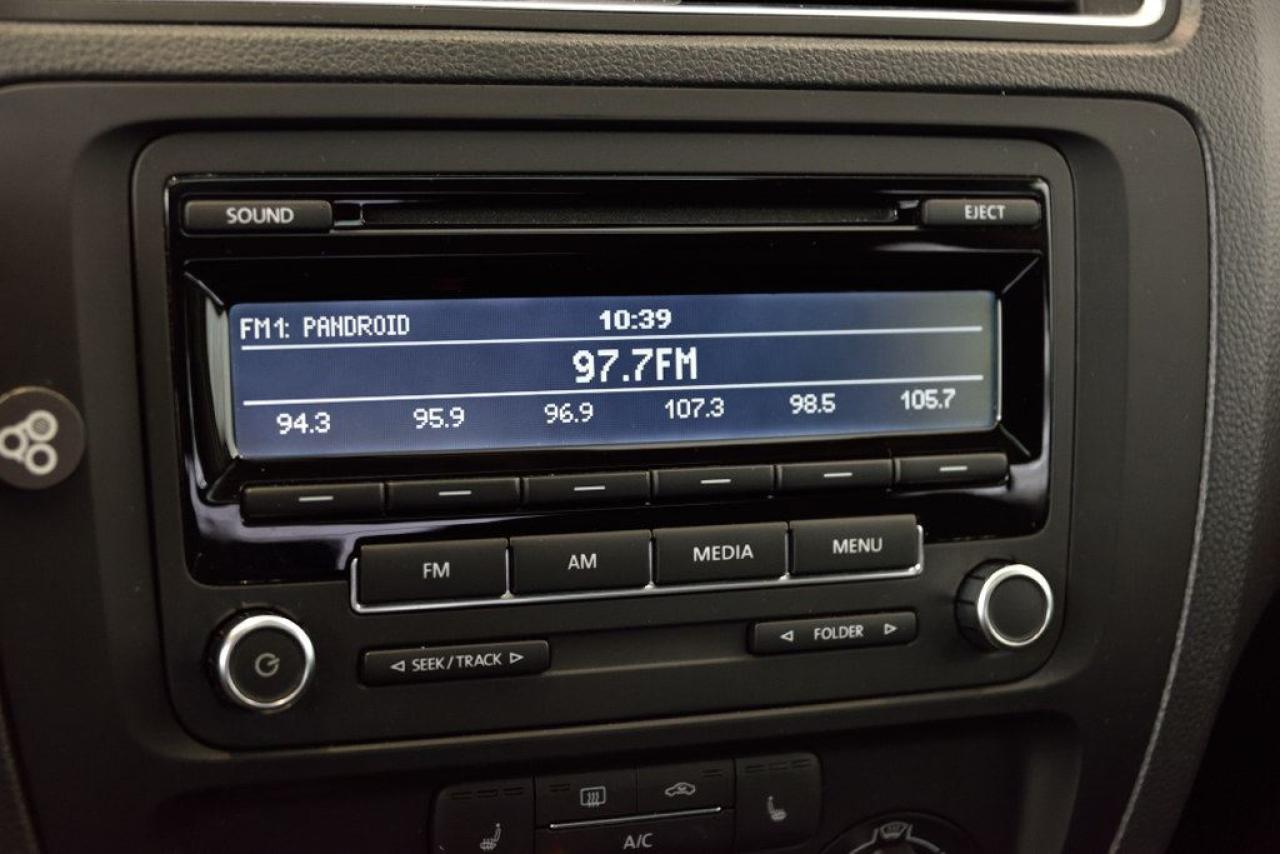 SOUND EJECT
FM1: PANDROID 10:39
97.7FM
94.3 95.9 96.9 107.3 98.5 105.7
FM AM MEDIA MENU
SEEK/TRACK FOLDER
A/C